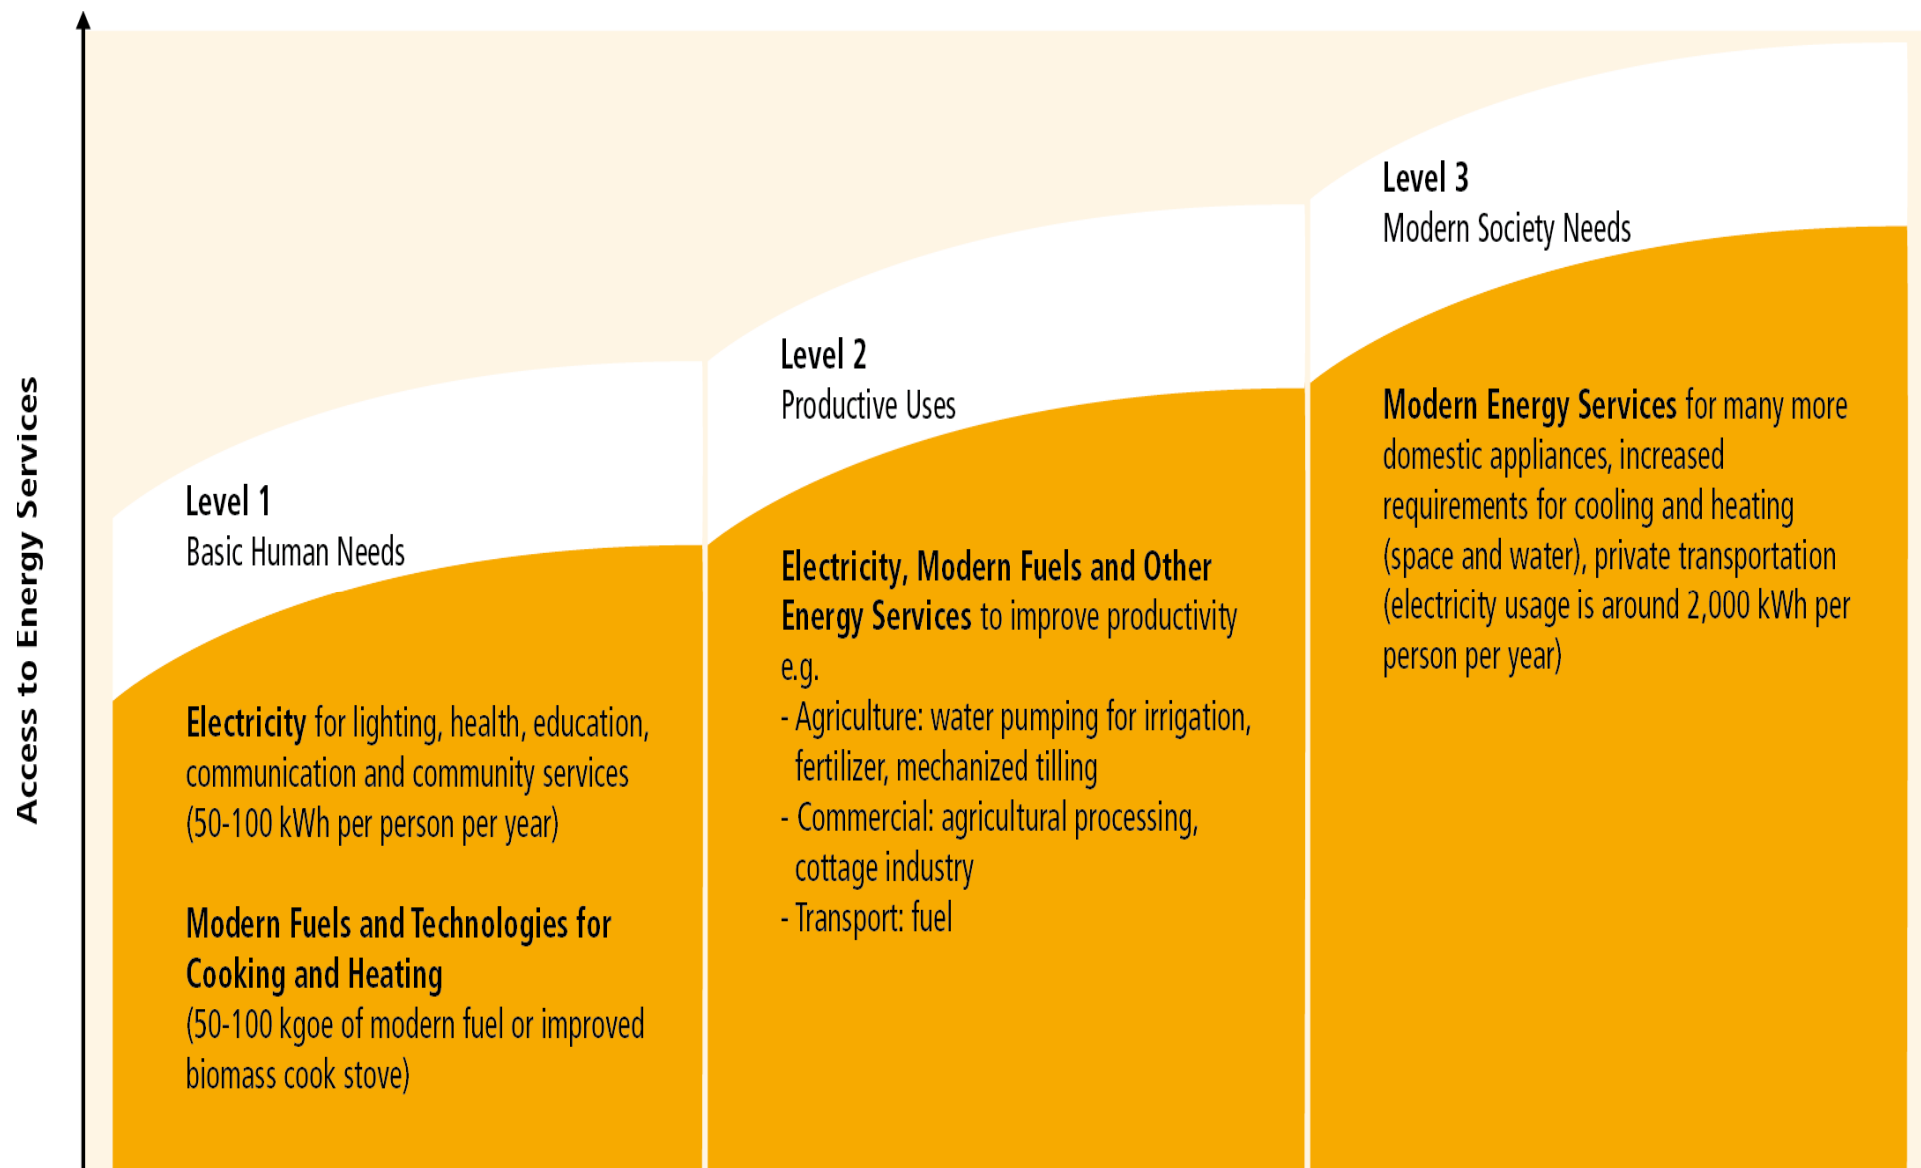 Access to Energy Services
Level 1
Basic Human Needs
Electricity for lighting, health, education,
communication and community services
(50-100 kWh per person per year)
Modern Fuels and Technologies for
Cooking and Heating
(50-100 kgoe of modern fuel or improved
biomass cook stove)
Level 2
Productive Uses
Electricity, Modern Fuels and Other
Energy Services to improve productivity
e.g.
- Agriculture: water pumping for irrigation,
fertilizer, mechanized tilling
- Commercial: agricultural processing,
cottage industry
- Transport: fuel
Level 3
Modern Society Needs
Modern Energy Services for many more
domestic appliances, increased
requirements for cooling and heating
(space and water), private transportation
(electricity usage is around 2,000 kWh per
person per year)